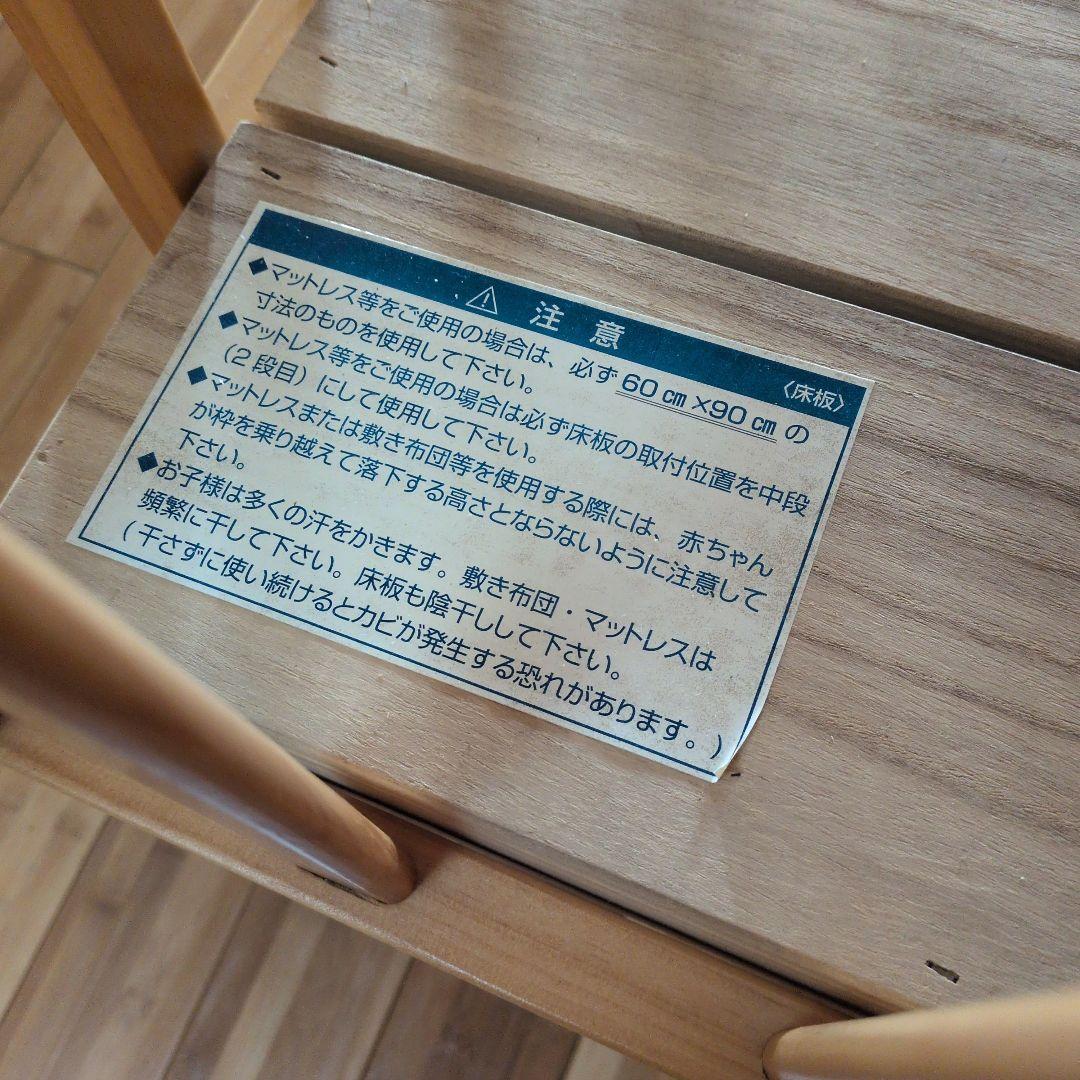 ⚠ 注意
〈床板〉
◆マットレス等をご使用の場合は、必ず60㎝×90㎝の
寸法のものを使用して下さい。
◆マットレス等をご使用の場合は必ず床板の取付位置を中段
（2段目）にして使用して下さい。
◆マットレスまたは敷き布団等を使用する際には、赤ちゃん
が枠を乗り越えて落下する高さとならないように注意して
下さい。
◆お子様は多くの汗をかきます。敷き布団・マットレスは
頻繁に干して下さい。床板も陰干しして下さい。
（干さずに使い続けるとカビが発生する恐れがあります。）